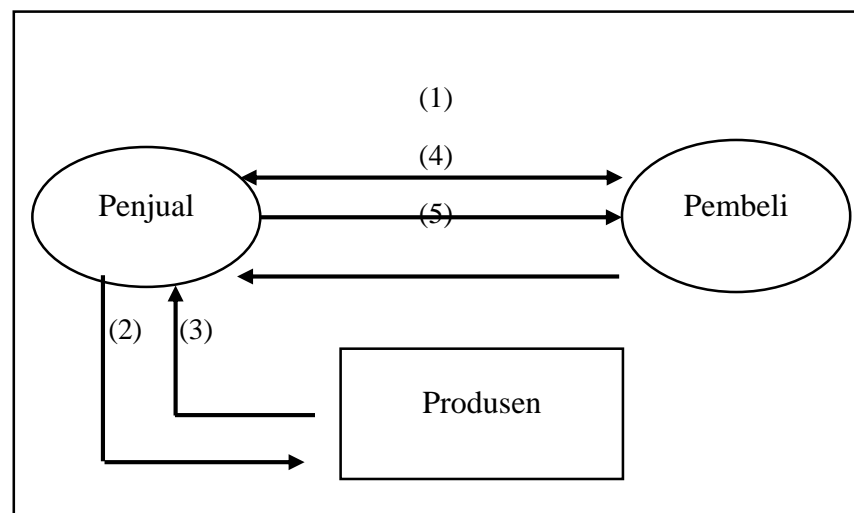 (1)
(4)
Penjual
(5)
Pembeli
(2)
(3)
Produsen